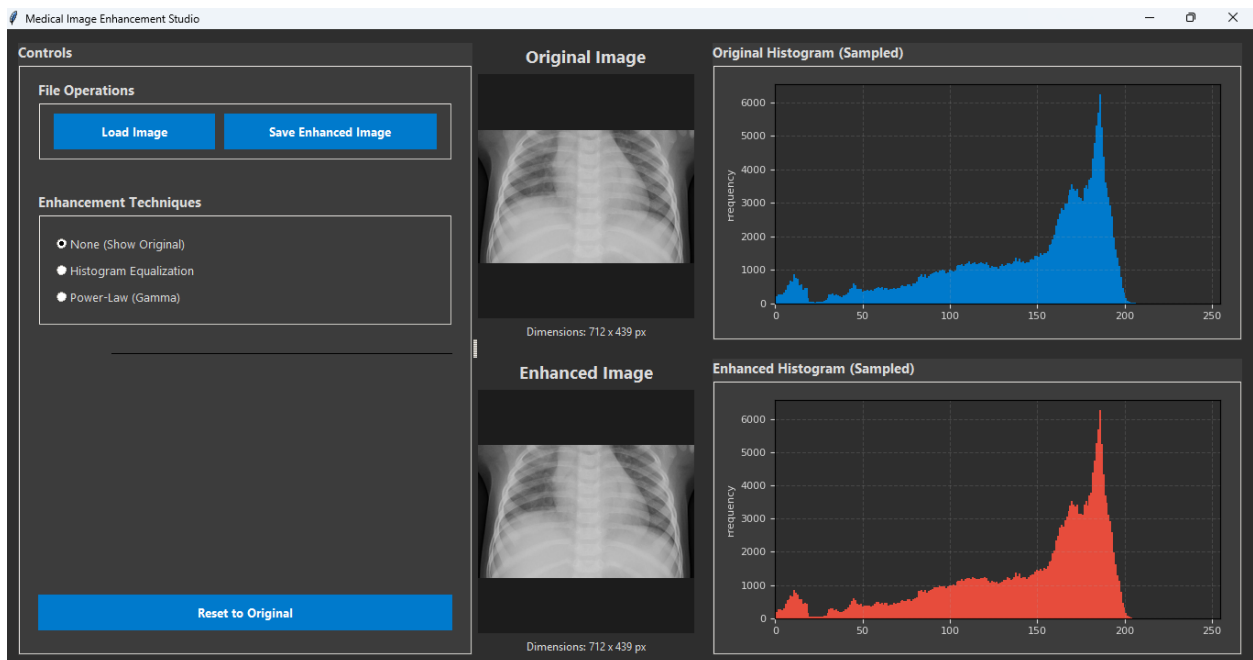 Medical Image Enhancement Studio
Controls
File Operations
Load Image
Save Enhanced Image
Enhancement Techniques
None (Show Original)
Histogram Equalization
Power-Law (Gamma)
Reset to Original
Original Image
Dimensions: 712 x 439 px
Enhanced Image
Dimensions: 712 x 439 px
Original Histogram (Sampled)
Frequency
6000
5000
4000
3000
2000
1000
0
0 50 100 150 200 250
Enhanced Histogram (Sampled)
Frequency
6000
5000
4000
3000
2000
1000
0
0 50 100 150 200 250